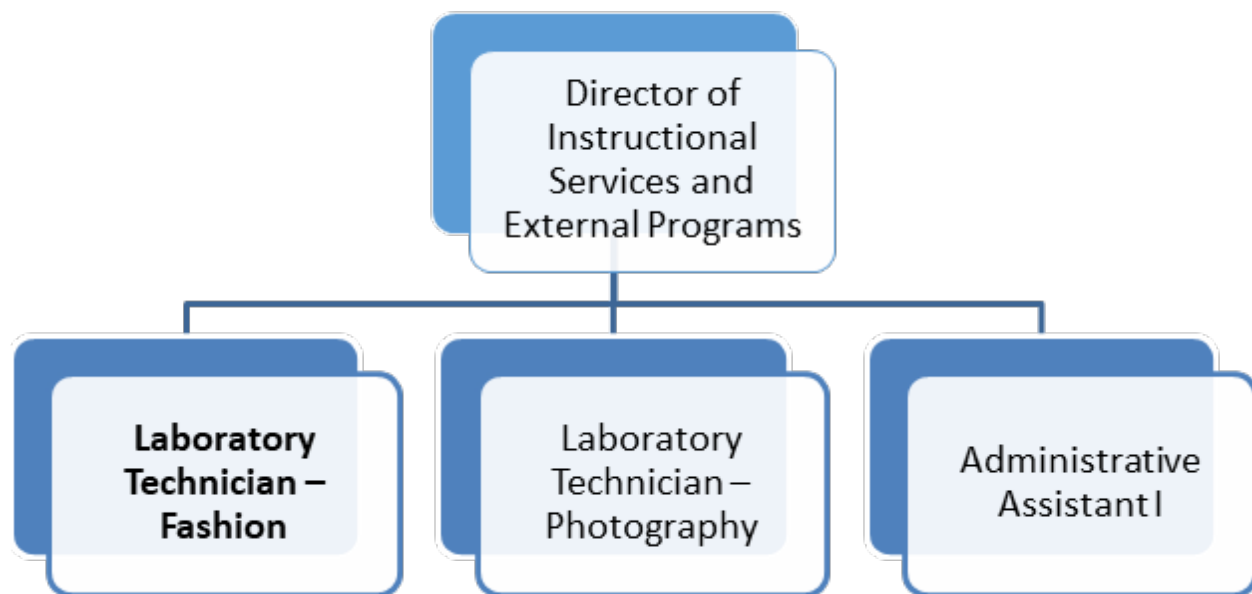 Director of
Instructional
Services and
External Programs
Laboratory
Technician –
Fashion
Laboratory
Technician –
Photography
Administrative
Assistant I